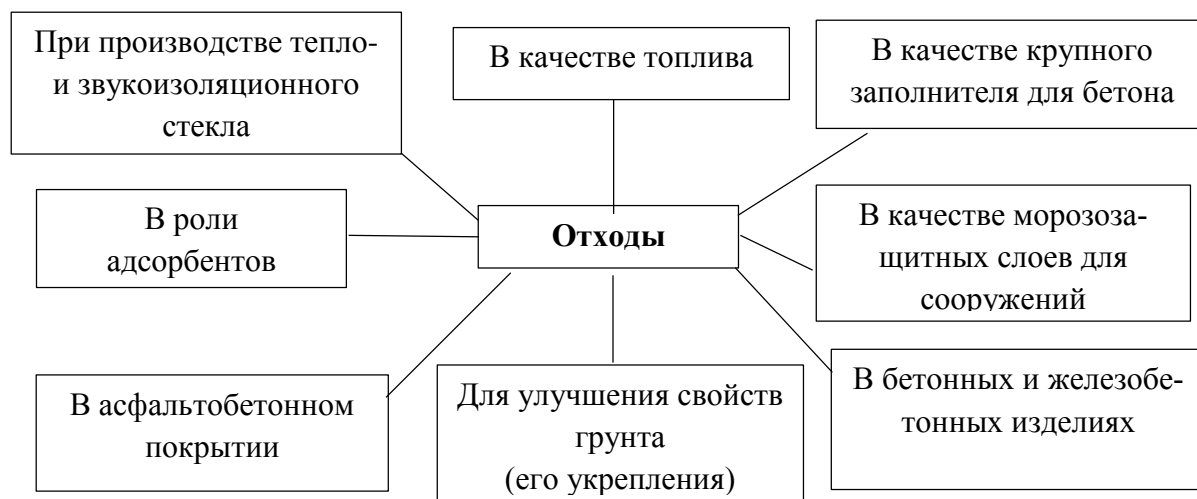 При производстве тепло-
и звукоизоляционного
стекла
В качестве топлива
В качестве крупного
заполнителя для бетона
В роли
адсорбентов
Отходы
В качестве морозоза-
щитных слоев для
сооружений
В асфальтобетонном
покрытии
Для улучшения свойств
грунта
(его укрепления)
В бетонных и железобе-
тонных изделиях